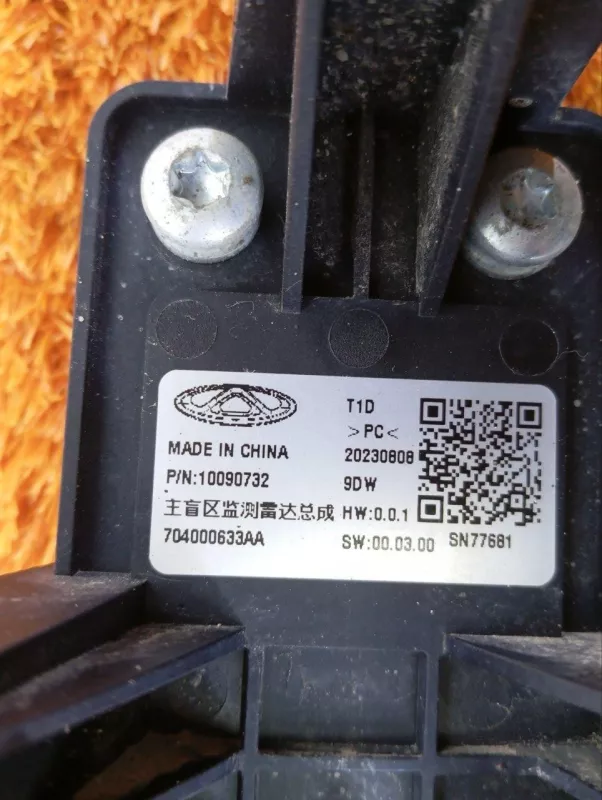 T1D
>PC<
MADE IN CHINA 20230808
P/N:10090732 9DW
主盲区监测雷达总成 HW:0.0.1
704000633AA SW:00.03.00 SN77681